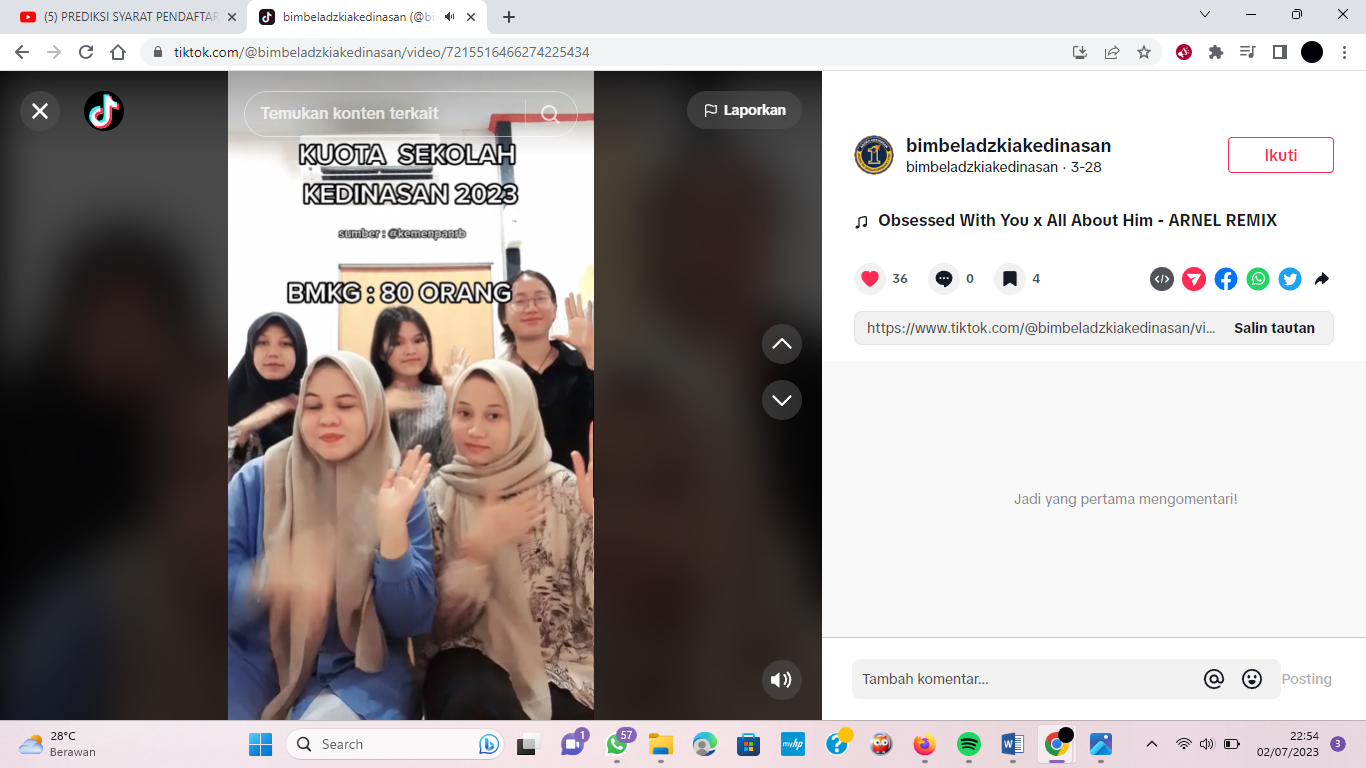 (5) PREDIKSI SYARAT PENDAFTAR
bimbeladzkiakedinasan (@b
tiktok.com/@bimbeladzkiakedinasan/video/7215516466274225434
Temukan konten terkait
Laporkan
KUOTA SEKOLAH
KEDINASAN 2023
sumber : @kemenpanrb
BMKG : 80 ORANG
bimbeladzkiakedinasan
bimbeladzkiakedinasan · 3-28
Ikuti
Obsessed With You x All About Him - ARNEL REMIX
36
0
4
https://www.tiktok.com/@bimbeladzkiakedinasan/vi...
Salin tautan
Jadi yang pertama mengomentari!
Tambah komentar...
Posting
28°C
Berawan
Search
1
57
myhp
22:54
02/07/2023
3